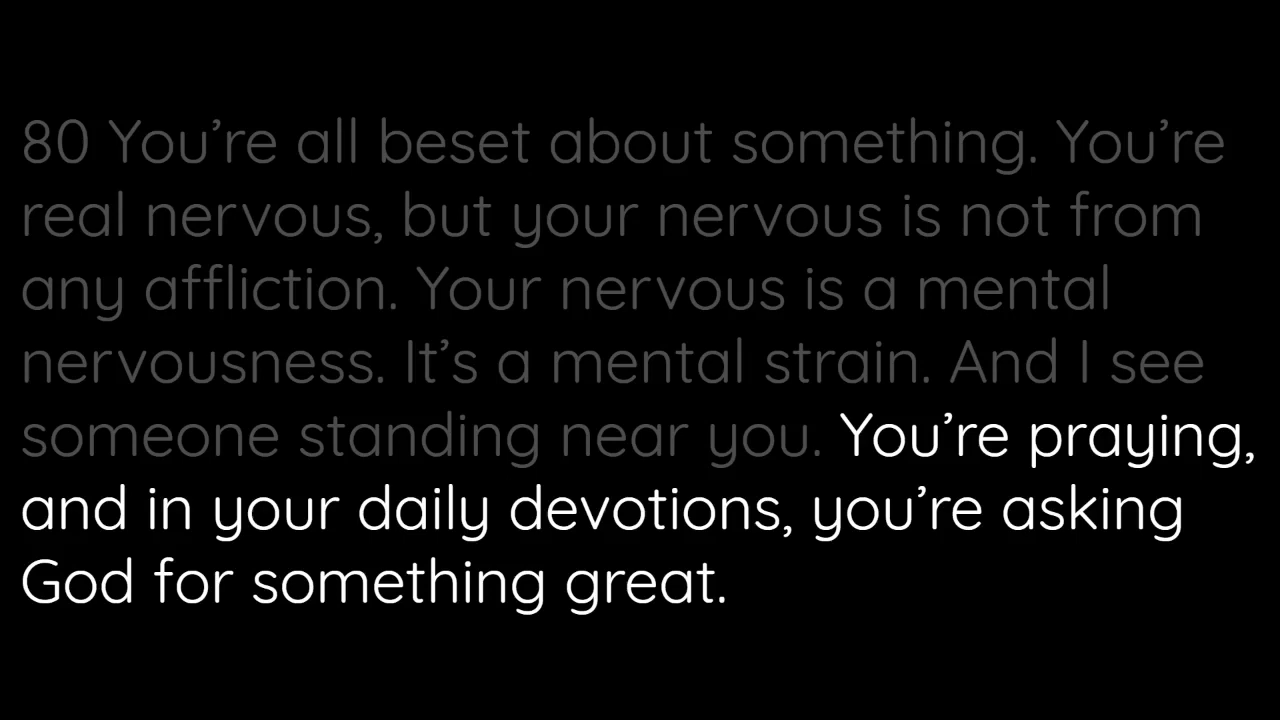 80 You’re all beset about something. You’re
real nervous, but your nervous is not from
any affliction. Your nervous is a mental
nervousness. It’s a mental strain. And I see
someone standing near you. You’re praying,
and in your daily devotions, you’re asking
God for something great.